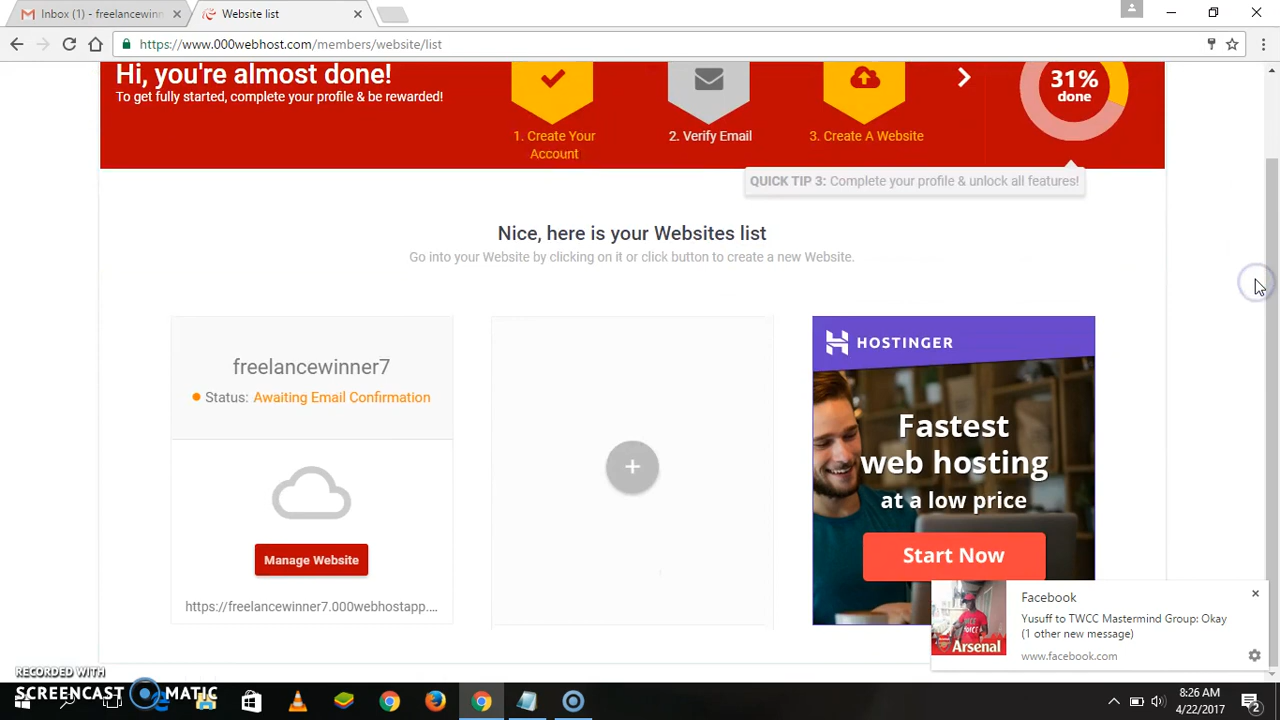 Inbox (1) - freelancewinn
Website list
https://www.000webhost.com/members/website/list
Hi, you're almost done!
To get fully started, complete your profile & be rewarded!
1. Create Your
Account
2. Verify Email
3. Create A Website
31%
done
QUICK TIP 3: Complete your profile & unlock all features!
Nice, here is your Websites list
Go into your Website by clicking on it or click button to create a new Website.
freelancewinner7
Status: Awaiting Email Confirmation
Manage Website
https://freelancewinner7.000webhostapp....
+
HOSTINGER
Fastest
web hosting
at a low price
Start Now
Facebook
Yusuff to TWCC Mastermind Group: Okay
(1 other new message)
www.facebook.com
Arsenal
RECORDED WITH
SCREENCAST MATIC
8:26 AM
4/22/2017
2